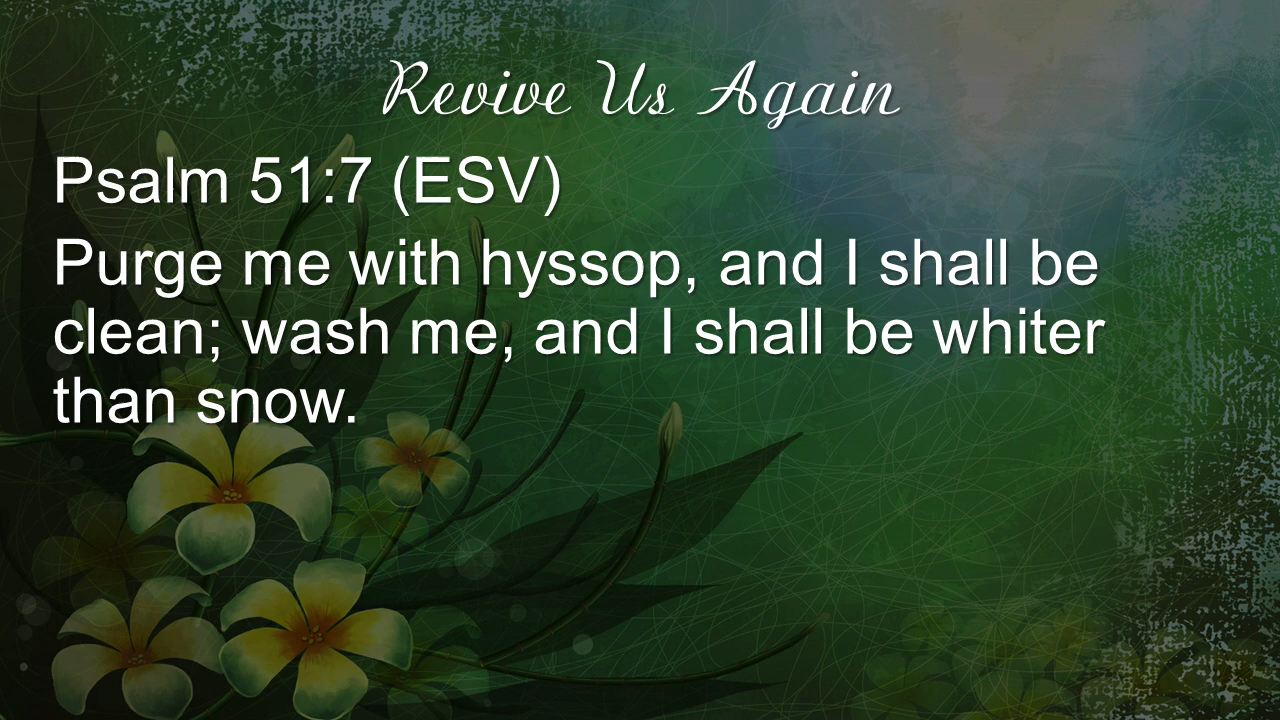 Revive Us Again
Psalm 51:7 (ESV)
Purge me with hyssop, and I shall be
clean; wash me, and I shall be whiter
than snow.